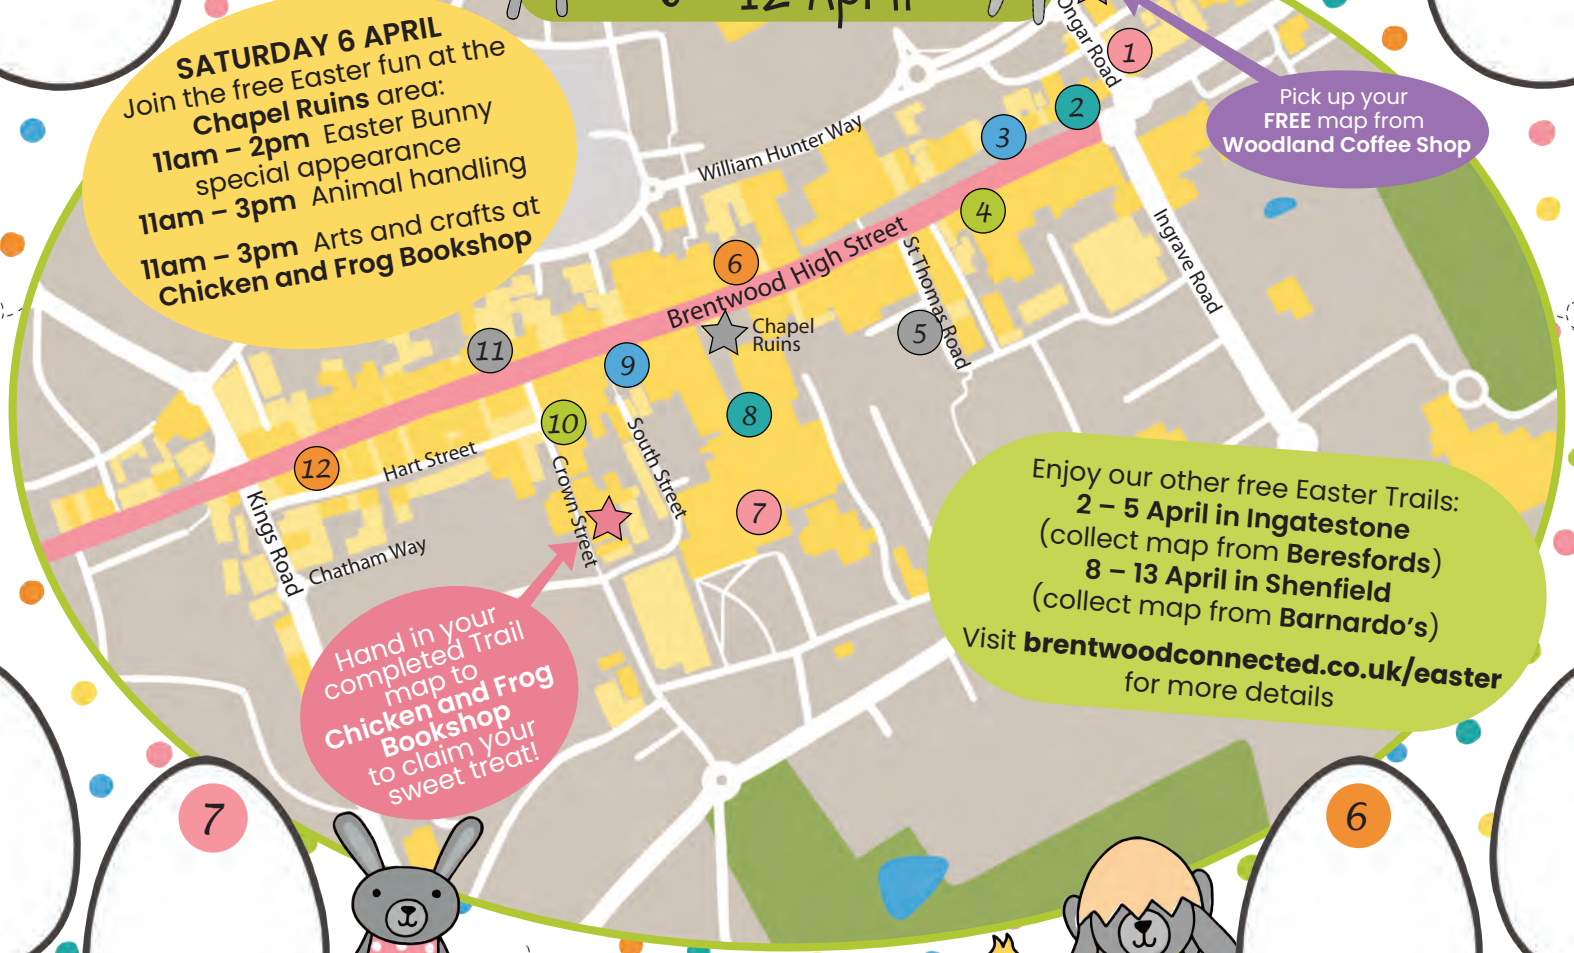 6 – 12 April
SATURDAY 6 APRIL
Join the free Easter fun at the
Chapel Ruins area:
11am – 2pm Easter Bunny
special appearance
11am – 3pm Animal handling
11am – 3pm Arts and crafts at
Chicken and Frog Bookshop
Ongar Road
1
Pick up your
FREE map from
Woodland Coffee Shop
2
3
William Hunter Way
4
Ingrave Road
6
Brentwood High Street
St Thomas Road
Chapel
Ruins
5
11
9
8
10
12
Hart Street
South Street
Crown Street
7
Kings Road
Chatham Way
Enjoy our other free Easter Trails:
2 – 5 April in Ingatestone
(collect map from Beresfords)
8 – 13 April in Shenfield
(collect map from Barnardo’s)
Visit brentwoodconnected.co.uk/easter
for more details
Hand in your
completed Trail
map to
Chicken and Frog
Bookshop
to claim your
sweet treat!
7
6